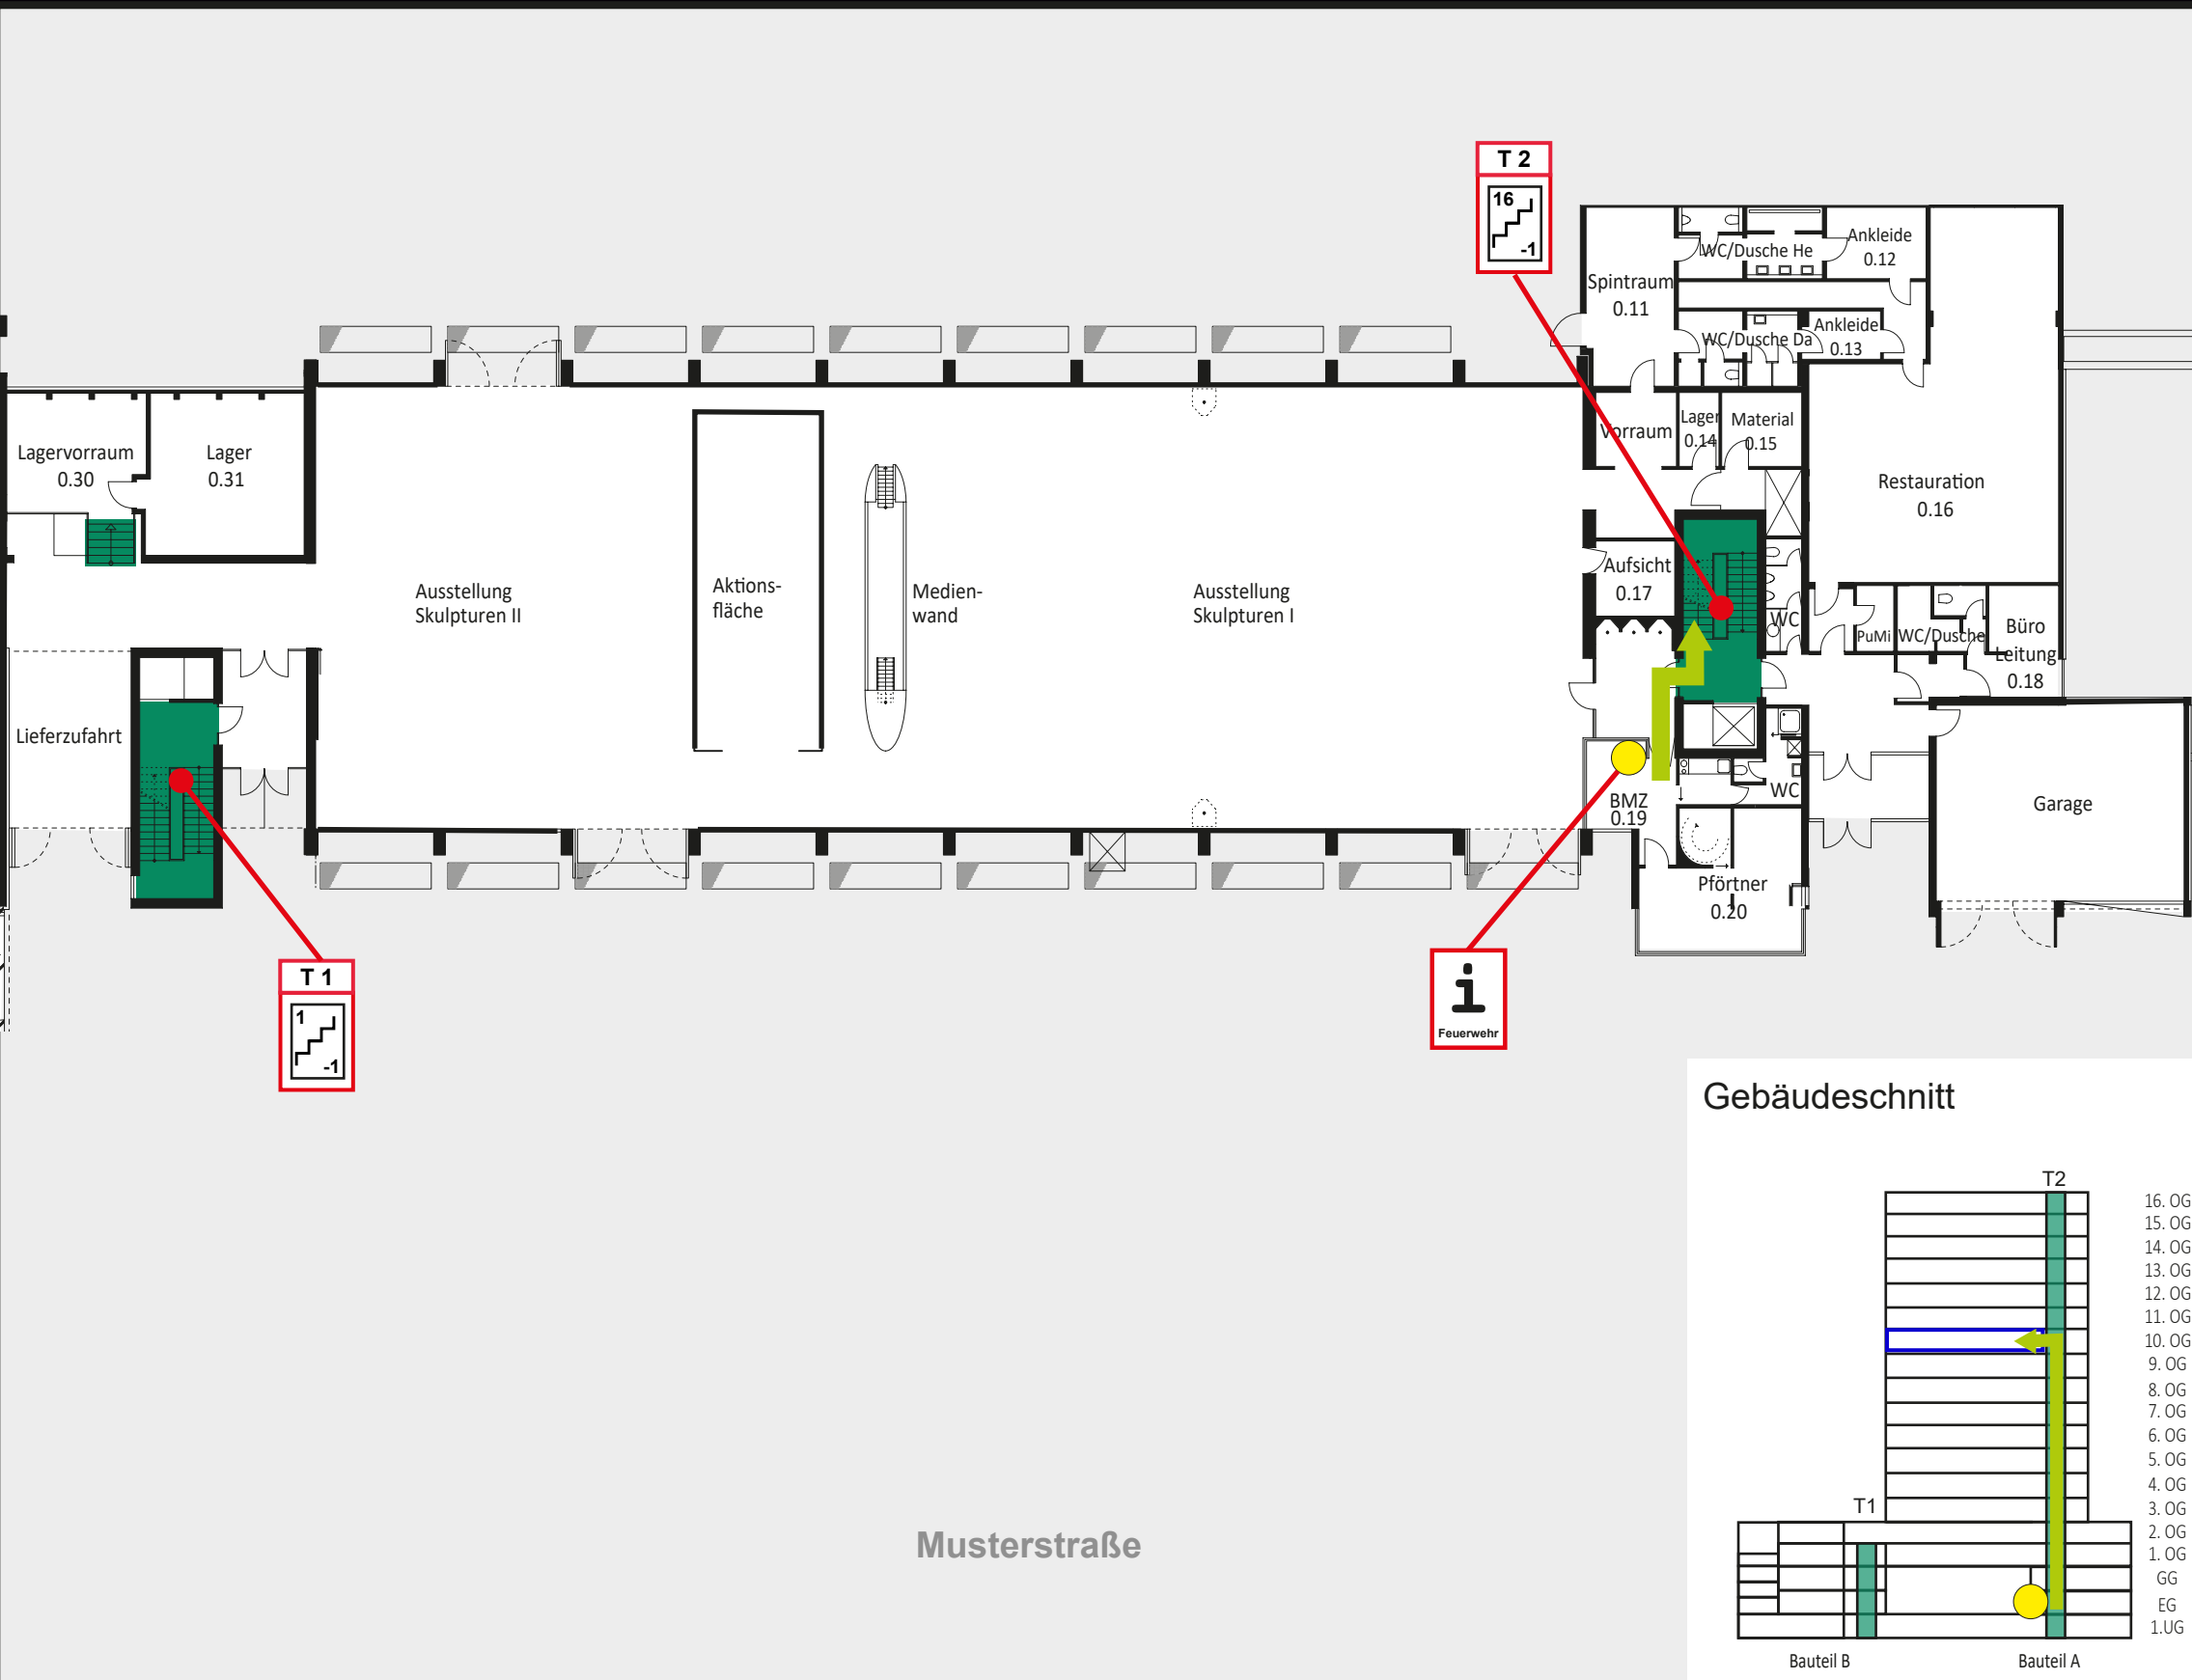 T 2
16
-1
WC/Dusche He
Ankleide
0.12
Spintraum
0.11
WC/Dusche Da
Ankleide
0.13
Vorraum
Lager
0.14
Material
0.15
Lagervorraum
0.30
Lager
0.31
Restauration
0.16
Ausstellung
Skulpturen II
Aktions-
fläche
Medien-
wand
Ausstellung
Skulpturen I
Aufsicht
0.17
WC
PuMi
WC/Dusche
Büro
Leitung
0.18
Lieferzufahrt
BMZ
0.19
WC
Garage
Pförtner
0.20
T 1
1
-1
i
Feuerwehr
Gebäudeschnitt
T2
16. OG
15. OG
14. OG
13. OG
12. OG
11. OG
10. OG
9. OG
8. OG
7. OG
6. OG
5. OG
4. OG
3. OG
T1
2. OG
1. OG
GG
EG
1.UG
Bauteil B
Bauteil A
Musterstraße